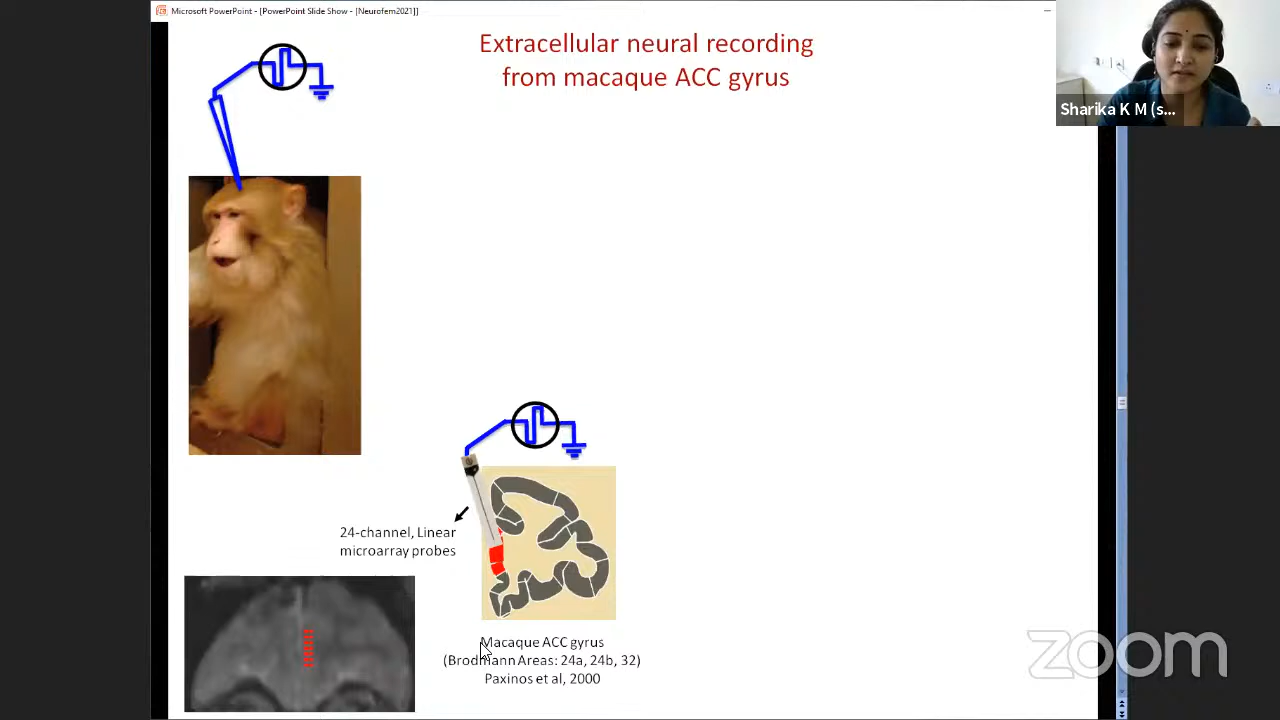 Microsoft PowerPoint - [PowerPoint Slide Show - [Neurofem2021]]
Extracellular neural recording
from macaque ACC gyrus
Sharika K M (s...
24-channel, Linear
microarray probes
Macaque ACC gyrus
(Brodmann Areas: 24a, 24b, 32)
Paxinos et al, 2000
zoom